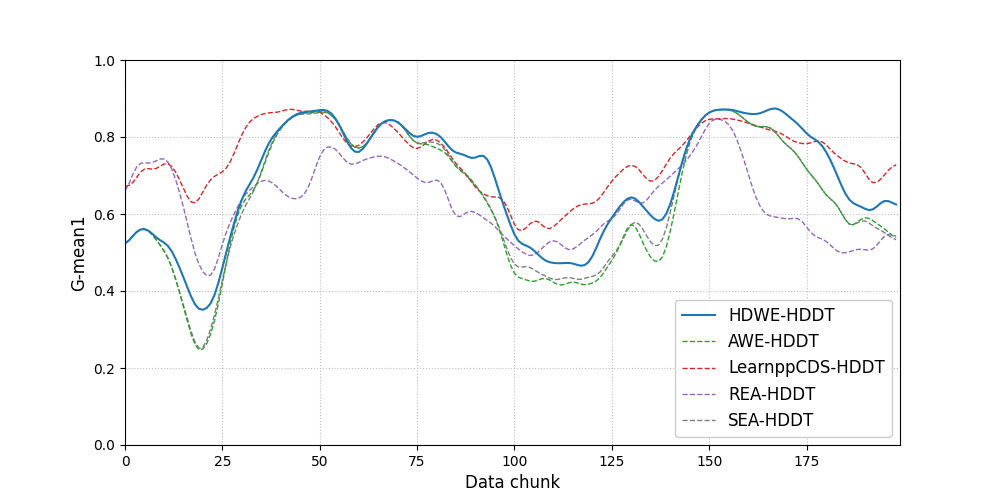 1.0
0.8
0.6
0.4
0.2
0.0
G-mean1
0 25 50 75 100 125 150 175
Data chunk
HDWE-HDDT
AWE-HDDT
LearnppCDS-HDDT
REA-HDDT
SEA-HDDT